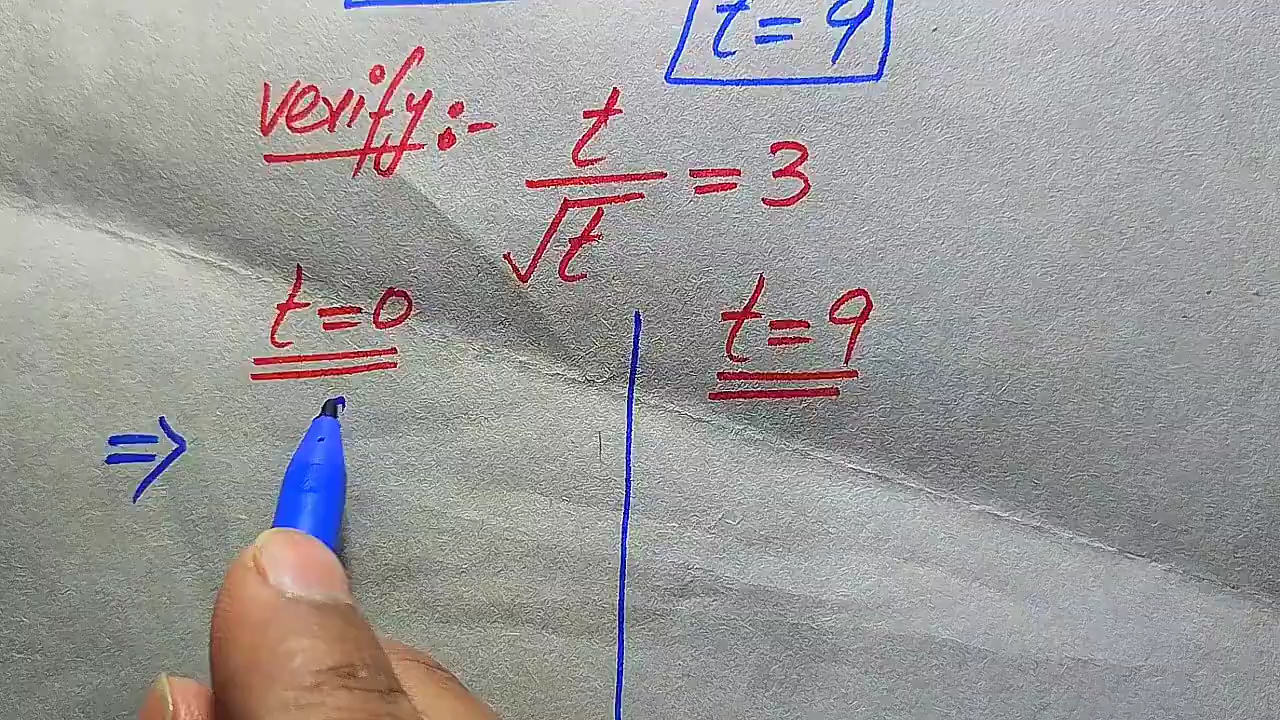 t=9
verify:- t/√t = 3
t=0 t=9
⇒